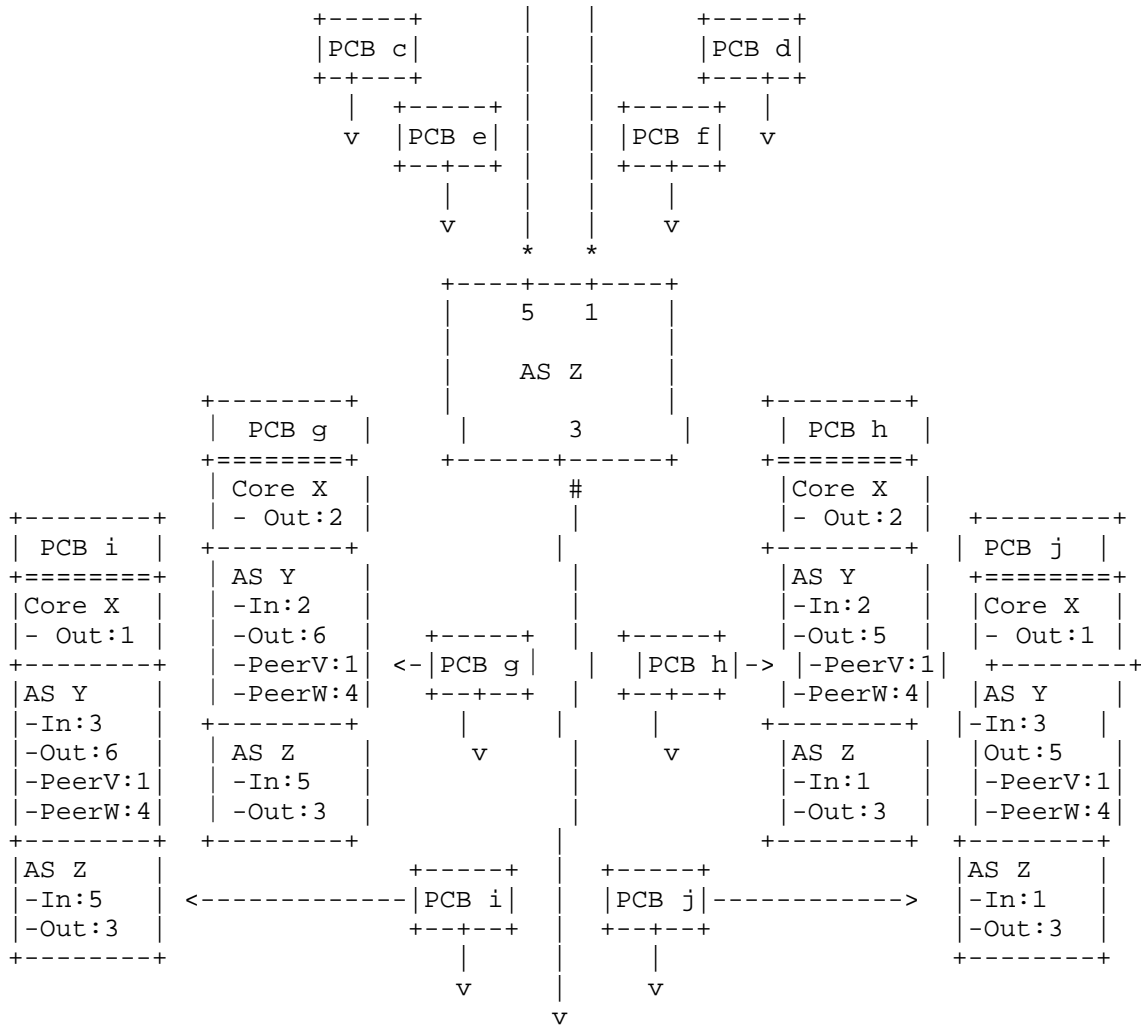 PCB c PCB d
PCB e PCB f
5 1
AS Z
PCB g 3 PCB h
Core X # Core X
- Out:2 - Out:2
PCB i PCB j
AS Y AS Y
Core X -In:2 -In:2 Core X
- Out:1 -Out:6 -Out:5 - Out:1
-PeerV:1 PCB g PCB h -PeerV:1
AS Y -PeerW:4 -PeerW:4 AS Y
-In:3 -In:3
-Out:6 AS Z AS Z Out:5
-PeerV:1 -In:5 -In:1 -PeerV:1
-PeerW:4 -Out:3 -Out:3 -PeerW:4
AS Z AS Z
-In:5 PCB i PCB j -In:1
-Out:3 -Out:3